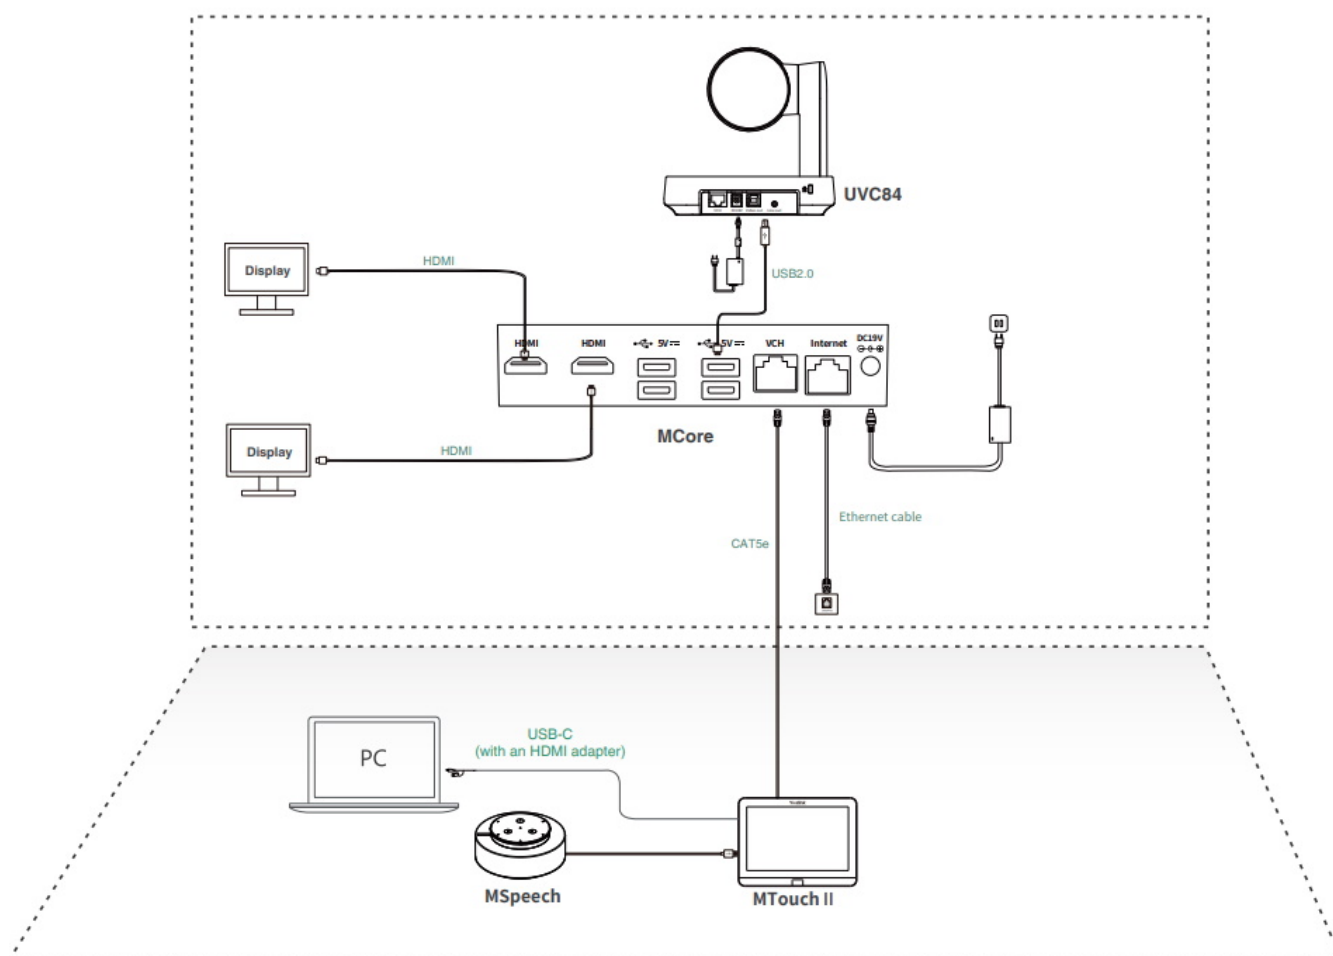 UVC84
HDMI
Display
USB2.0
HDMI
HDMI
5V
5V
VCH
Internet
DC19V
MCore
Display
HDMI
Ethernet cable
CAT5e
USB-C
(with an HDMI adapter)
PC
MSpeech
MTouch II